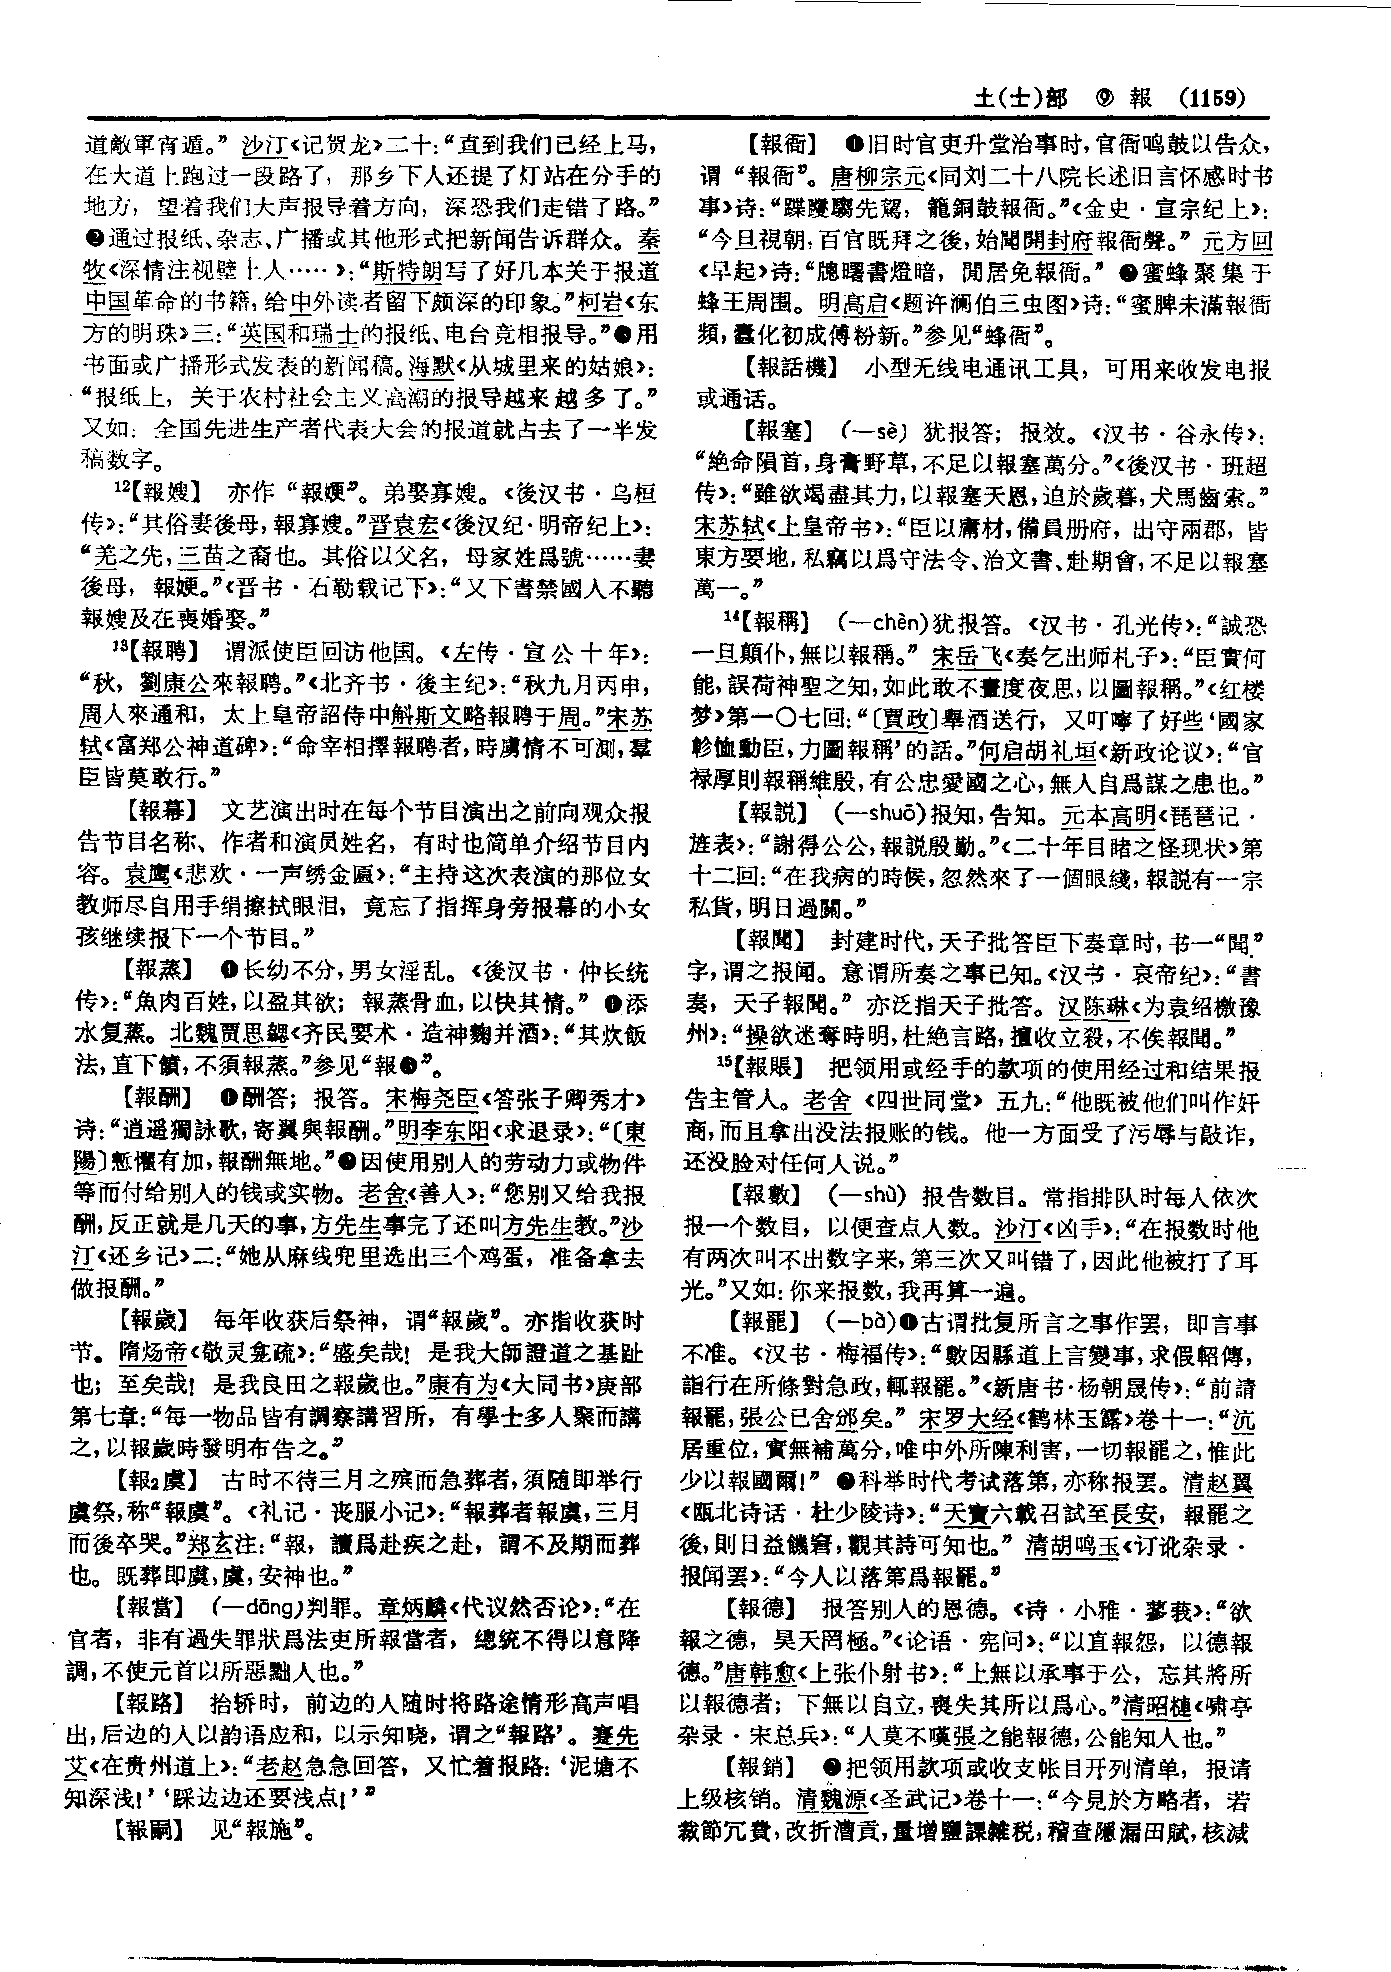 土(士)部 ⑨ 報 (1159)
道敵軍宵遁。”沙汀《记贺龙》二十:“直到我们已经上马,
在大道上跑过一段路了,那乡下人还提了灯站在分手的
地方,望着我们大声报导着方向,深恐我们走错了路。”
❷通过报纸、杂志、广播或其他形式把新闻告诉群众。秦
牧《深情注视壁上人……》:“斯特朗写了好几本关于报道
中国革命的书籍,给中外读者留下颇深的印象。”柯岩《东
方的明珠》三:“英国和瑞士的报纸、电台竞相报导。”❸用
书面或广播形式发表的新闻稿。海默《从城里来的姑娘》:
“报纸上,关于农村社会主义高潮的报导越来越多了。”
又如:全国先进生产者代表大会的报道就占去了一半发
稿数字。
12【報嫂】 亦作“報㛐”。弟娶寡嫂。《後汉书·乌桓
传》:“其俗妻後母,報寡嫂。”晋袁宏《後汉纪·明帝纪上》:
“羌之先,三苗之裔也。其俗以父名,母家姓爲號……妻
後母,報㛐。”《晋书·石勒载记下》:“又下書禁國人不聽
報嫂及在喪婚娶。”
13【報聘】 谓派使臣回访他国。《左传·宣公十年》:
“秋,劉康公來報聘。”《北齐书·後主纪》:“秋九月丙申,
周人來通和,太上皇帝詔侍中斛斯文略報聘于周。”宋苏
轼《富郑公神道碑》:“命宰相擇報聘者,時虜情不可測,羣
臣皆莫敢行。”
【報幕】 文艺演出时在每个节目演出之前向观众报
告节目名称、作者和演员姓名,有时也简单介绍节目内
容。袁鹰《悲欢·一声绣金匾》:“主持这次表演的那位女
教师尽自用手绢擦拭眼泪,竟忘了指挥身旁报幕的小女
孩继续报下一个节目。”
【報蒸】 ❶长幼不分,男女淫乱。《後汉书·仲长统
传》:“魚肉百姓,以盈其欲;報蒸骨血,以快其情。”❷添
水复蒸。北魏贾思勰《齐民要术·造神麴并酒》:“其炊飯
法,直下饙,不須報蒸。”参见“報❸”。
【報酬】 ❶酬答;报答。宋梅尧臣《答张子卿秀才》
诗:“逍遥獨詠歌,寄翼與報酬。”明李东阳《求退录》:“〔東
陽〕慙懼有加,報酬無地。”❷因使用别人的劳动力或物件
等而付给别人的钱或实物。老舍《善人》:“您别又给我报
酬,反正就是几天的事,方先生事完了还叫方先生教。”沙
汀《还乡记》二:“她从麻线兜里选出三个鸡蛋,准备拿去
做报酬。”
【報歲】 每年收获后祭神,谓“報歲”。亦指收获时
节。隋炀帝《敬灵龛疏》:“盛矣哉!是我大師證道之基趾
也;至矣哉!是我良田之報歲也。”康有为《大同书》庚部
第七章:“每一物品皆有調察講習所,有學士多人聚而講
之,以報歲時發明布告之。”
【報2虞】 古时不待三月之殡而急葬者,须随即举行
虞祭,称“報虞”。《礼记·丧服小记》:“報葬者報虞,三月
而後卒哭。”郑玄注:“報,讀爲赴疾之赴,謂不及期而葬
也。既葬即虞,虞,安神也。”
【報當】 (—dāng)判罪。章炳麟《代议然否论》:“在
官者,非有過失罪狀爲法吏所報當者,總統不得以意降
調,不使元首以所惡黜人也。”
【報路】 抬轿时,前边的人随时将路途情形高声唱
出,后边的人以韵语应和,以示知晓,谓之“報路”。蹇先
艾《在贵州道上》:“老赵急急回答,又忙着报路:‘泥塘不
知深浅!’‘踩边边还要浅点!’”
【報嗣】 见“報施”。
【報衙】 ❶旧时官吏升堂治事时,官衙鸣鼓以告众,
谓“報衙”。唐柳宗元《同刘二十八院长述旧言怀感时书
事》诗:“蹀躞騶先駕,籠銅鼓報衙。”《金史·宣宗纪上》:
“今旦視朝,百官既拜之後,始聞開封府報衙聲。”元方回
《早起》诗:“牕曙書燈暗,閒居免報衙。”❷蜜蜂聚集于
蜂王周围。明高启《题许瀾伯三虫图》诗:“蜜脾未滿報衙
頻,蠹化初成傅粉新。”参见“蜂衙”。
【報話機】 小型无线电通讯工具,可用来收发电报
或通话。
【報塞】 (—sè)犹报答;报效。《汉书·谷永传》:
“絶命隕首,身膏野草,不足以報塞萬分。”《後汉书·班超
传》:“雖欲竭盡其力,以報塞天恩,迫於歲暮,犬馬齒索。”
宋苏轼《上皇帝书》:“臣以庸材,備員册府,出守兩郡,皆
東方要地,私竊以爲守法令、治文書、赴期會,不足以報塞
萬一。”
14【報稱】 (—chèn)犹报答。《汉书·孔光传》:“誠恐
一旦顛仆,無以報稱。”宋岳飞《奏乞出师札子》:“臣實何
能,誤荷神聖之知,如此敢不晝度夜思,以圖報稱。”《红楼
梦》第一〇七回:“〔賈政〕舉酒送行,又叮嚀了好些‘國家
軫恤勳臣,力圖報稱’的話。”何启胡礼垣《新政论议》:“官
禄厚則報稱維殷,有公忠愛國之心,無人自爲謀之患也。”
【報説】 (—shuō)报知,告知。元本高明《琵琶记·
旌表》:“謝得公公,報説殷勤。”《二十年目睹之怪现状》第
十二回:“在我病的時候,忽然來了一個眼綫,報説有一宗
私貨,明日過關。”
【報聞】 封建时代,天子批答臣下奏章时,书一“聞”
字,谓之报闻。意谓所奏之事已知。《汉书·哀帝纪》:“書
奏,天子報聞。”亦泛指天子批答。汉陈琳《为袁绍檄豫
州》:“操欲迷奪時明,杜絶言路,擅收立殺,不俟報聞。”
15【報賬】 把领用或经手的款项的使用经过和结果报
告主管人。老舍《四世同堂》五九:“他既被他们叫作奸
商,而且拿出没法报账的钱。他一方面受了污辱与敲诈,
还没脸对任何人说。”
【報數】 (—shù)报告数目。常指排队时每人依次
报一个数目,以便查点人数。沙汀《凶手》:“在报数时他
有两次叫不出数字来,第三次又叫错了,因此他被打了耳
光。”又如:你来报数,我再算一遍。
【報罷】 (—bà)❶古谓批复所言之事作罢,即言事
不准。《汉书·梅福传》:“數因縣道上言變事,求假軺傳,
詣行在所條對急政,輒報罷。”《新唐书·杨朝晟传》:“前請
報罷,張公已舍邠矣。”宋罗大经《鹤林玉露》卷十一:“沆
居重位,實無補萬分,唯中外所陳利害,一切報罷之,惟此
少以報國爾!”❷科举时代考试落第,亦称报罢。清赵翼
《瓯北诗话·杜少陵诗》:“天寶六載召試至長安,報罷之
後,則日益饑窘,觀其詩可知也。”清胡鸣玉《订讹杂录·
报闻罢》:“今人以落第爲報罷。”
【報德】 报答别人的恩德。《诗·小雅·蓼莪》:“欲
報之德,昊天罔極。”《论语·宪问》:“以直報怨,以德報
德。”唐韩愈《上张仆射书》:“上無以承事于公,忘其將所
以報德者;下無以自立,喪失其所以爲心。”清昭槤《啸亭
杂录·宋总兵》:“人莫不嘆張之能報德,公能知人也。”
【報銷】 ❶把领用款项或收支帐目开列清单,报请
上级核销。清魏源《圣武记》卷十一:“今見於方略者,若
裁節冗費,改折漕貢,量增鹽課雜税,稽查隱漏田賦,核減